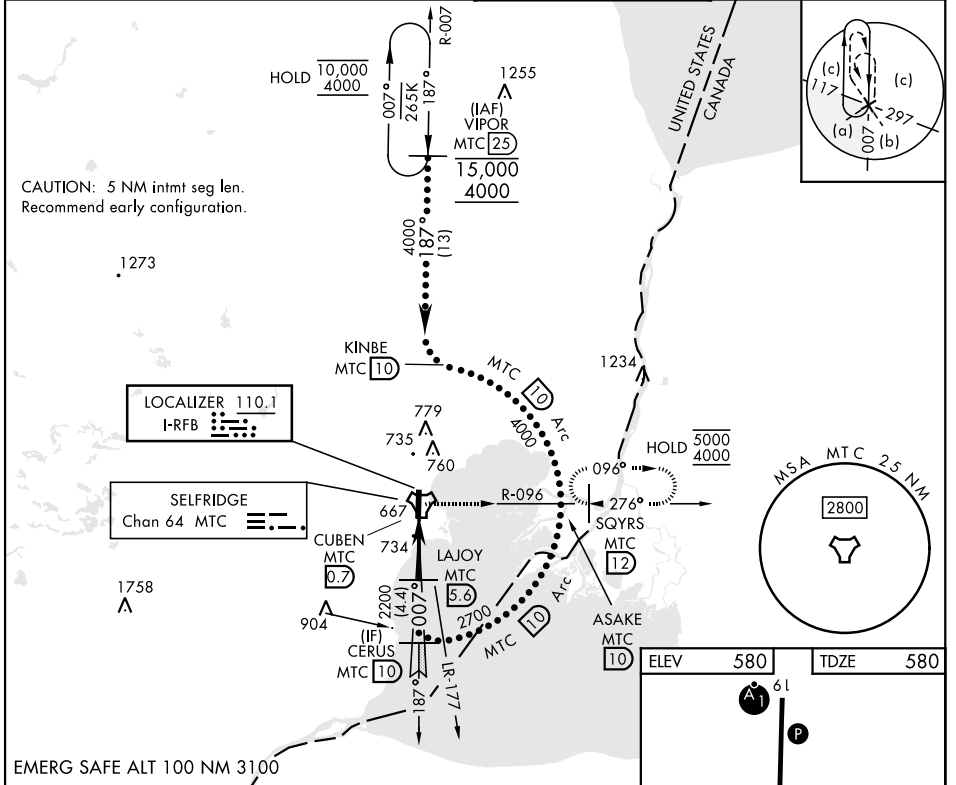 R-007
HOLD 10,000
4000
007°
265K
187°
1255
(IAF)
VIPOR
MTC 25
15,000
4000
UNITED STATES
CANADA
(c)
(c)
117
297
(a)
007
(b)
CAUTION: 5 NM intmt seg len.
Recommend early configuration.
4000
187°
(13)
1273
KINBE
MTC 10
MTC 10 Arc
4000
1234
LOCALIZER 110.1
I-RFB
779
735
760
HOLD 5000
4000
096°
SELFRIDGE
Chan 64 MTC
667
R-096
276°
SQYRS
MTC
12
MSA MTC 25 NM
2800
CUBEN
MTC
0.7
734
LAJOY
MTC
5.6
1758
904
2200
007°
(4.4)
2700
MTC 10 Arc
ASAKE
MTC
10
(IF)
CERUS
MTC 10
187°
LR-177
ELEV 580
TDZE 580
A1
19
P
EMERG SAFE ALT 100 NM 3100